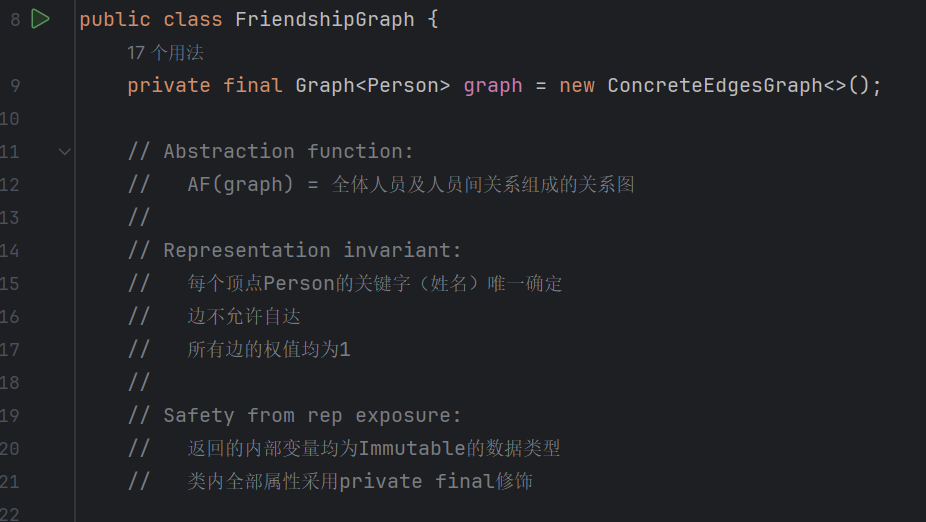 8 public class FriendshipGraph {
17 个用法
9 private final Graph<Person> graph = new ConcreteEdgesGraph<>();
10
11 // Abstraction function:
12 //   AF(graph) = 全体人员及人员间关系组成的关系图
13 //
14 // Representation invariant:
15 //   每个顶点Person的关键字（姓名）唯一确定
16 //   边不允许自达
17 //   所有边的权值均为1
18 //
19 // Safety from rep exposure:
20 //   返回的内部变量均为Immutable的数据类型
21 //   类内全部属性采用private final修饰
22